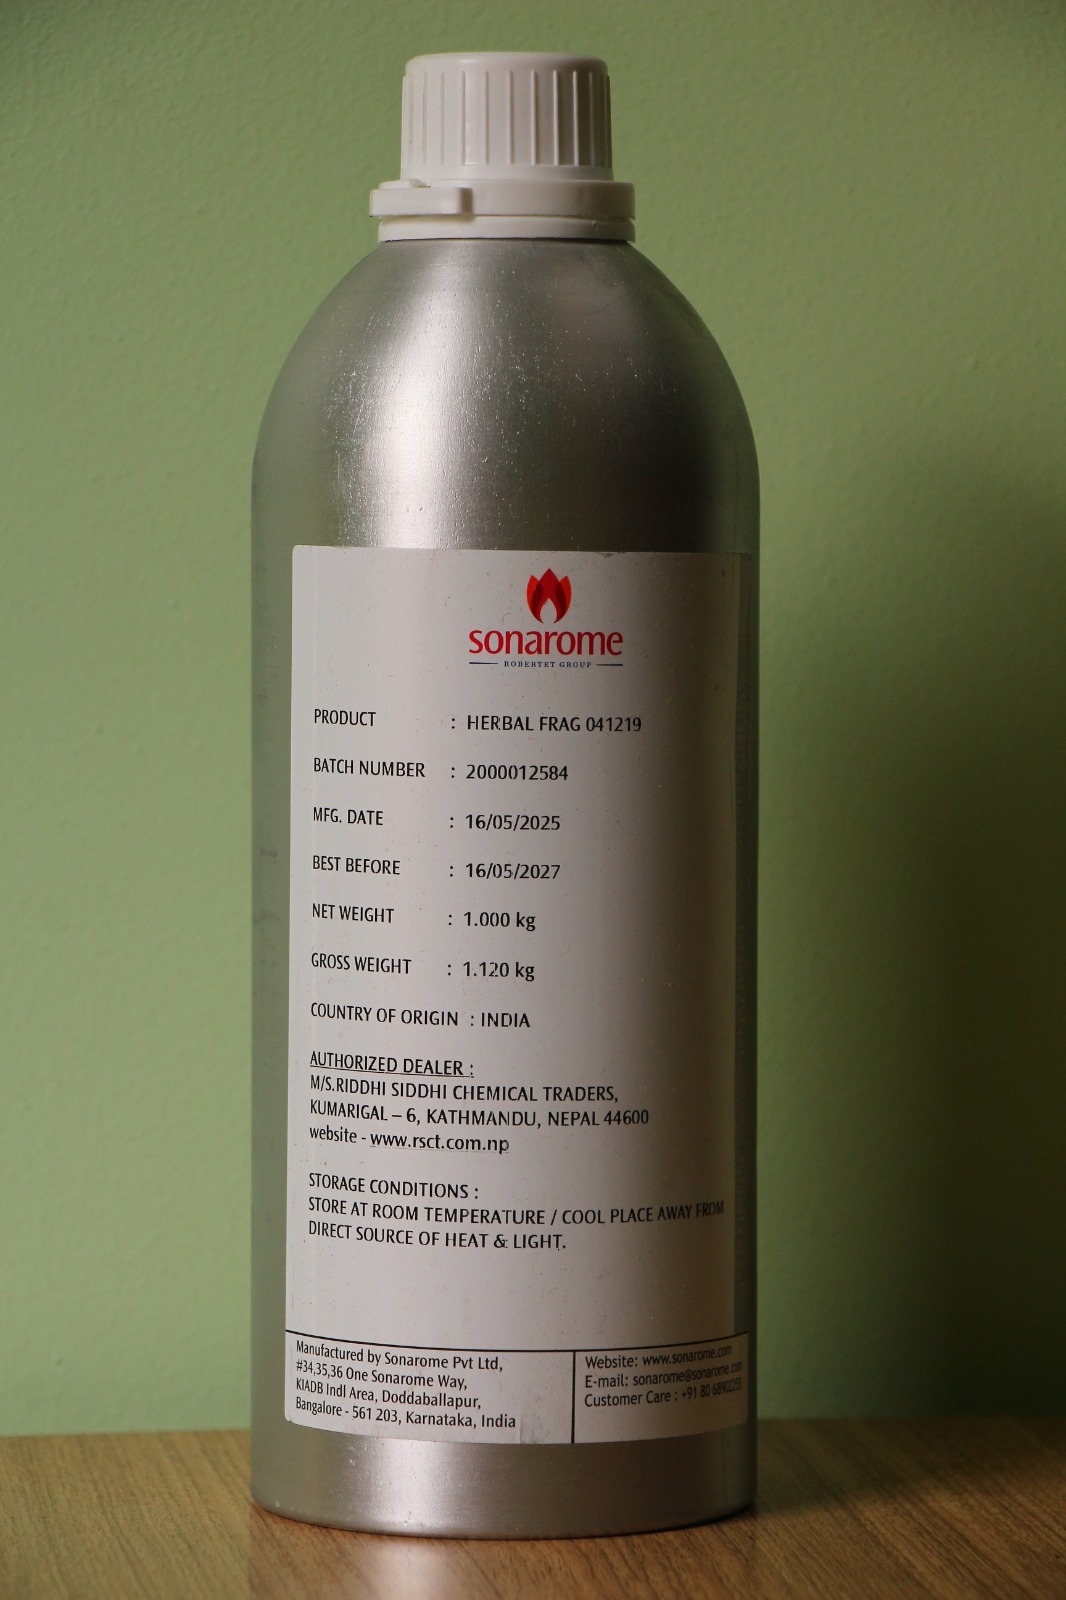 sonarome
ROBERTET GROUP
PRODUCT : HERBAL FRAG 041219
BATCH NUMBER : 2000012584
MFG. DATE : 16/05/2025
BEST BEFORE : 16/05/2027
NET WEIGHT : 1.000 kg
GROSS WEIGHT : 1.120 kg
COUNTRY OF ORIGIN : INDIA
AUTHORIZED DEALER :
M/S.RIDDHI SIDDHI CHEMICAL TRADERS,
KUMARIGAL – 6, KATHMANDU, NEPAL 44600
website - www.rsct.com.np
STORAGE CONDITIONS :
STORE AT ROOM TEMPERATURE / COOL PLACE AWAY FROM
DIRECT SOURCE OF HEAT & LIGHT.
Manufactured by Sonarome Pvt Ltd,
#34,35,36 One Sonarome Way,
KIADB Indl Area, Doddaballapur,
Bangalore - 561 203, Karnataka, India
Website: www.sonarome.com
E-mail: sonarome@sonarome.com
Customer Care : +91 80